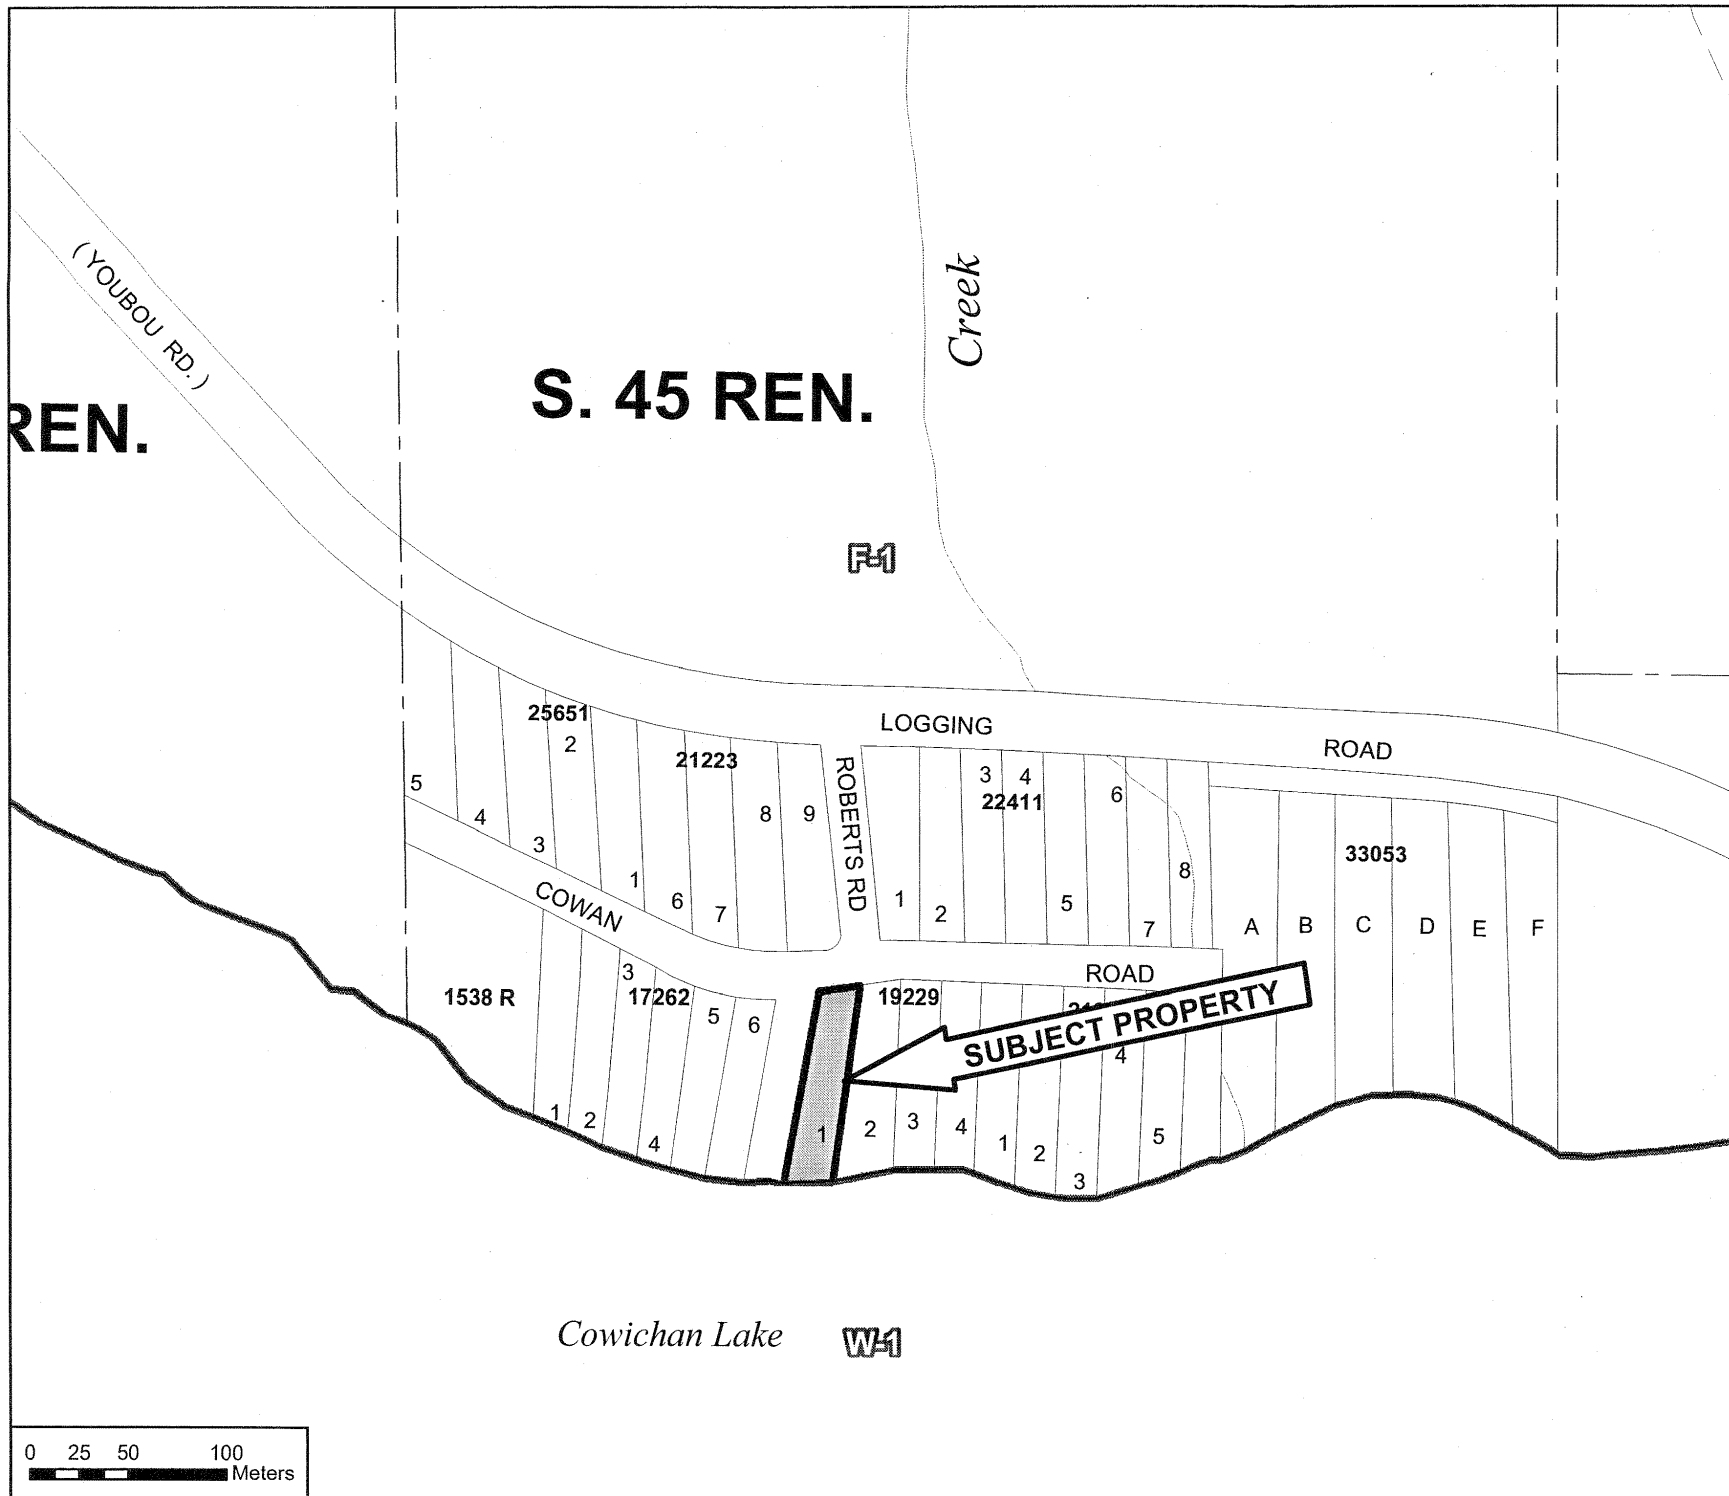 ( YOUBOU RD. )
Creek
S. 45 REN.
REN.
F-1
25651
2
21223
LOGGING
ROAD
5
4
3
1
6
7
8
9
ROBERTS RD
3
4
22411
6
1
2
5
7
8
33053
A
B
C
D
E
F
COWAN
ROAD
1538 R
3
17262
5
6
1
2
4
19229
SUBJECT PROPERTY
1
2
3
4
1
2
3
4
5
Cowichan Lake
W-1
0 25 50 100
Meters